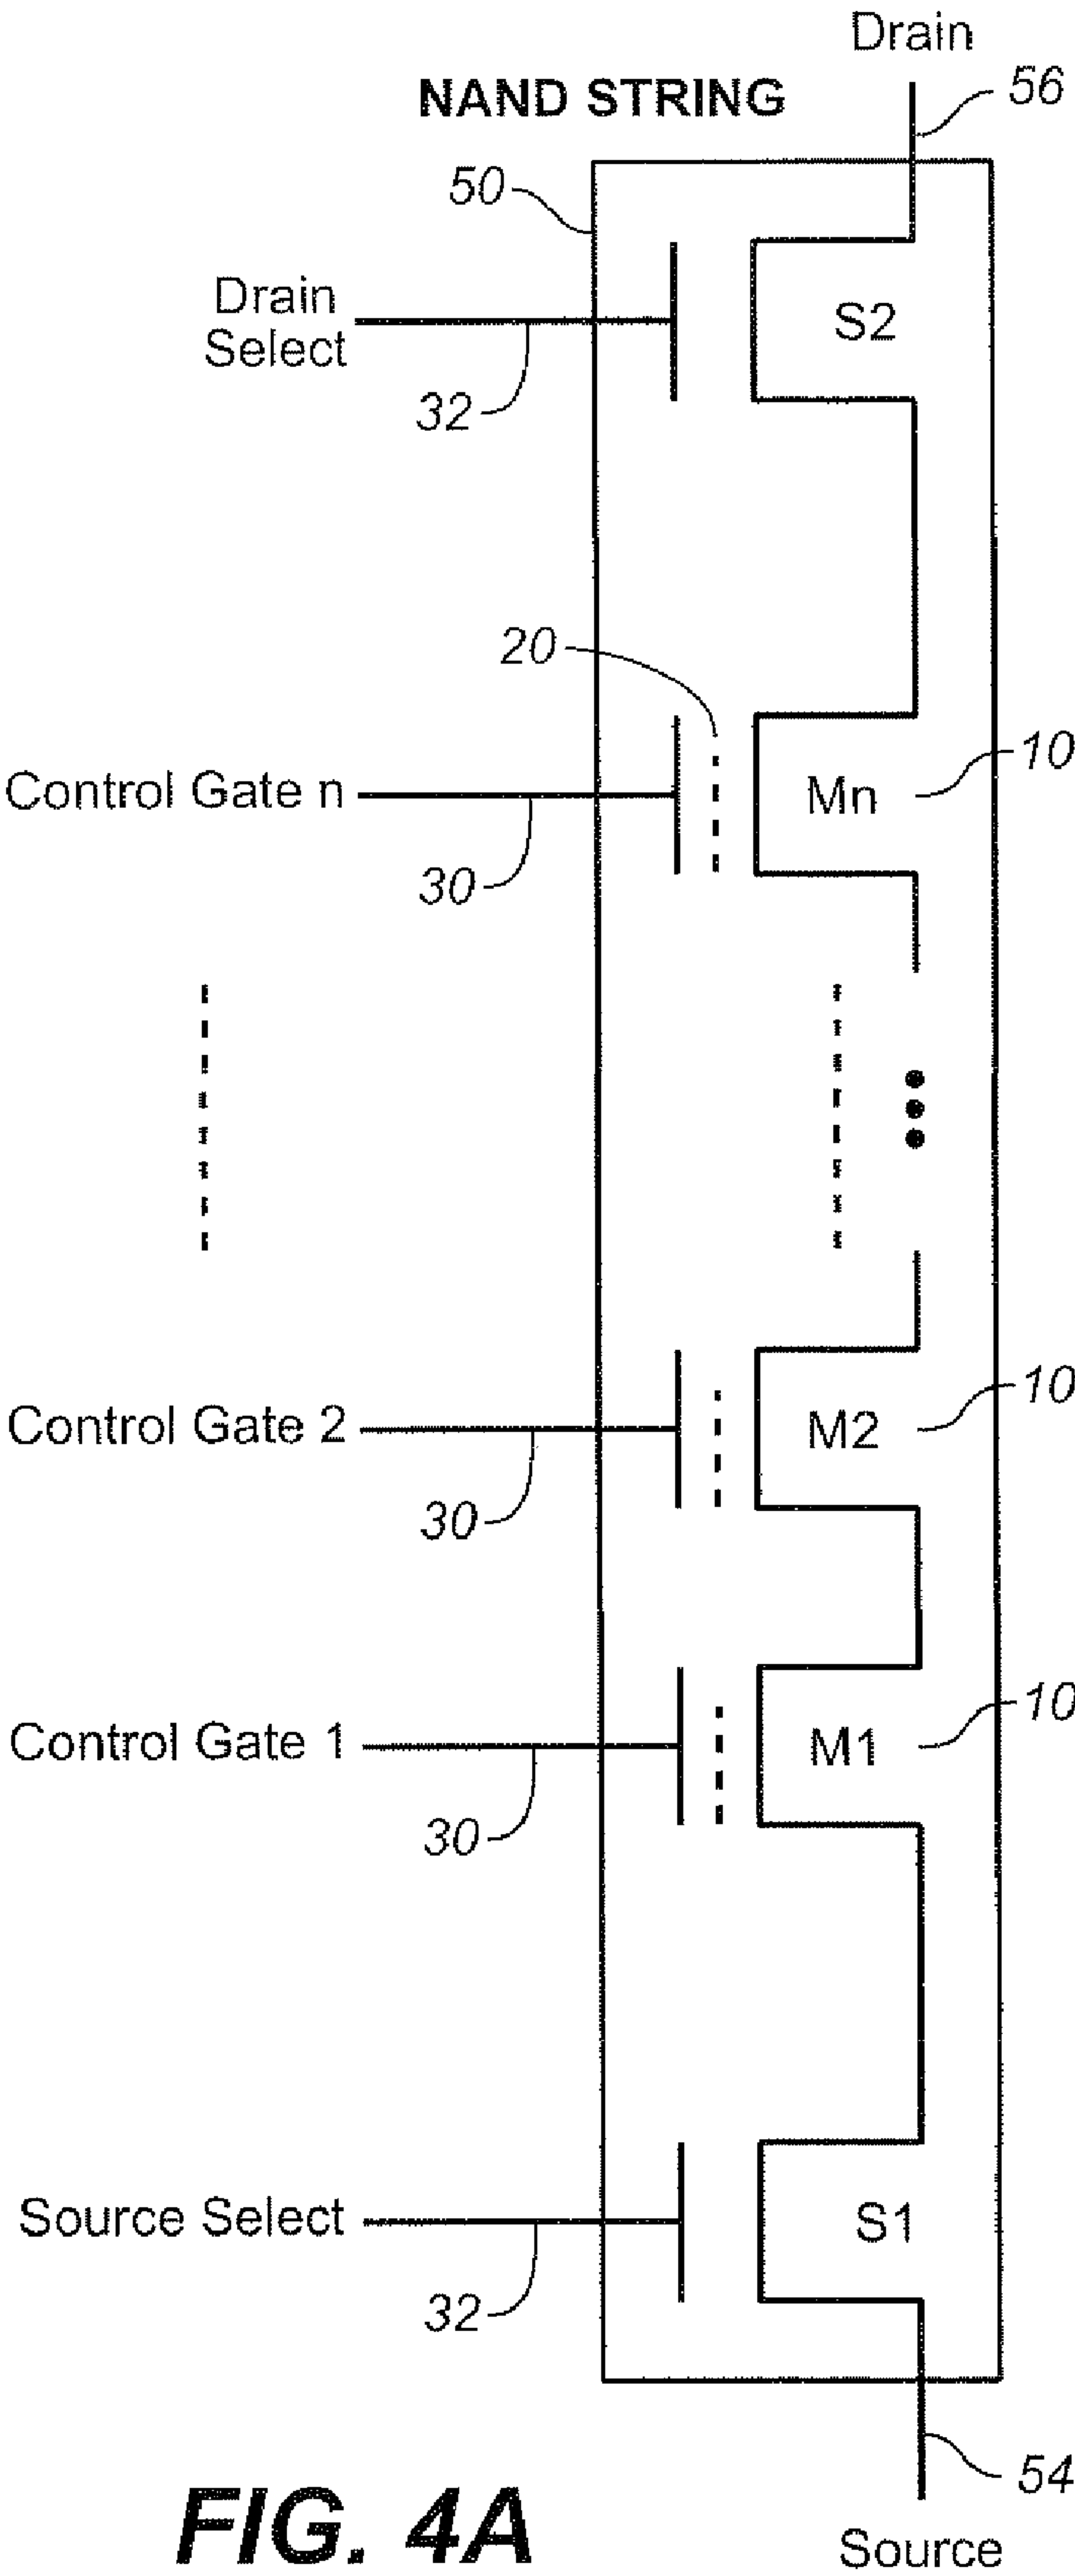 Drain
56
NAND STRING
50
Drain
Select
S2
32
20
10
Control Gate n
Mn
30
10
Control Gate 2
M2
30
10
Control Gate 1
M1
30
Source Select
S1
32
54
FIG. 4A
Source